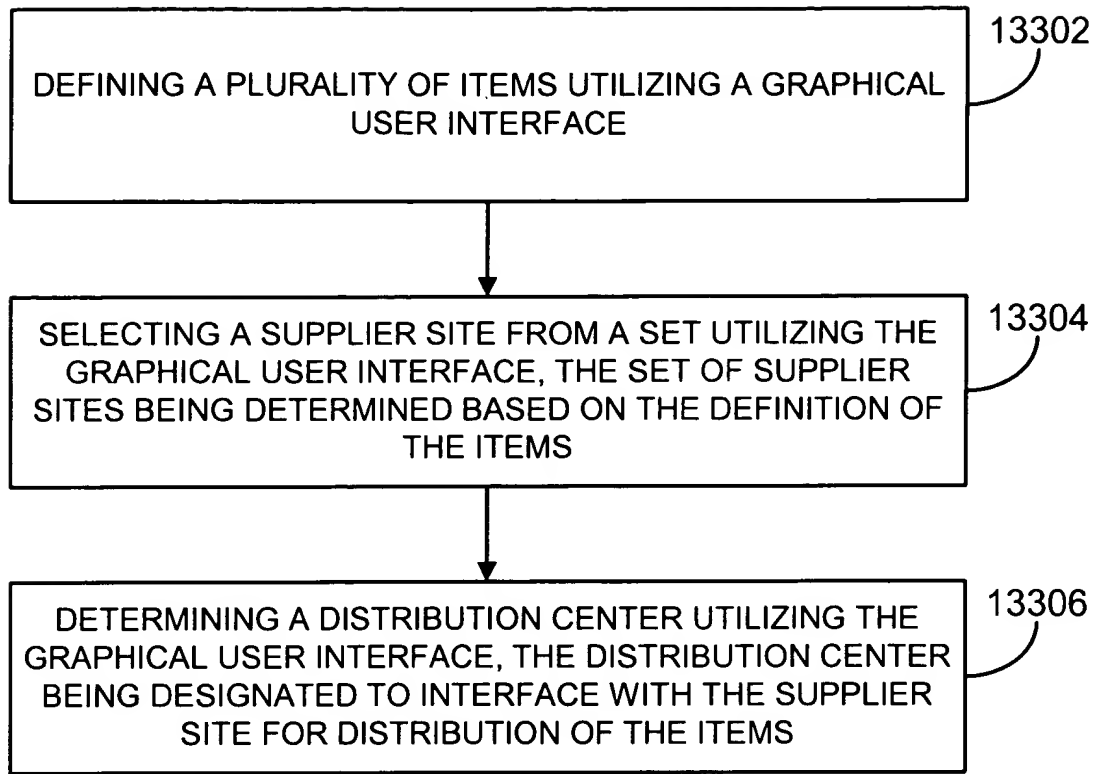 13302
DEFINING A PLURALITY OF ITEMS UTILIZING A GRAPHICAL
USER INTERFACE
13304
SELECTING A SUPPLIER SITE FROM A SET UTILIZING THE
GRAPHICAL USER INTERFACE, THE SET OF SUPPLIER
SITES BEING DETERMINED BASED ON THE DEFINITION OF
THE ITEMS
13306
DETERMINING A DISTRIBUTION CENTER UTILIZING THE
GRAPHICAL USER INTERFACE, THE DISTRIBUTION CENTER
BEING DESIGNATED TO INTERFACE WITH THE SUPPLIER
SITE FOR DISTRIBUTION OF THE ITEMS